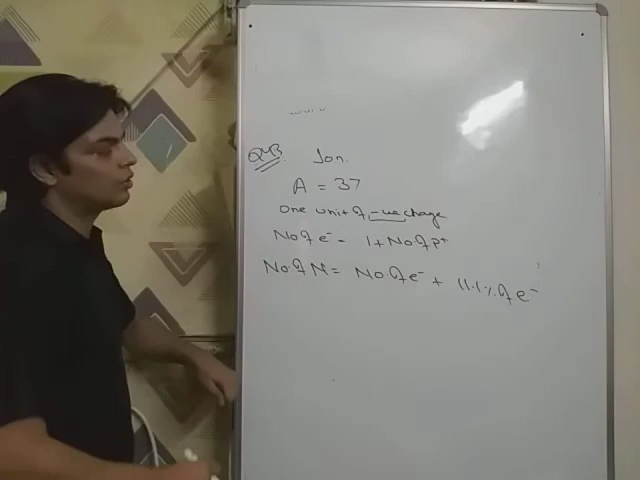 Q43. Ion.
A = 37
One unit of -ve charge
No of e⁻ = 1 + No of p⁺
No of N = No of e⁻ + 11.1% of e⁻